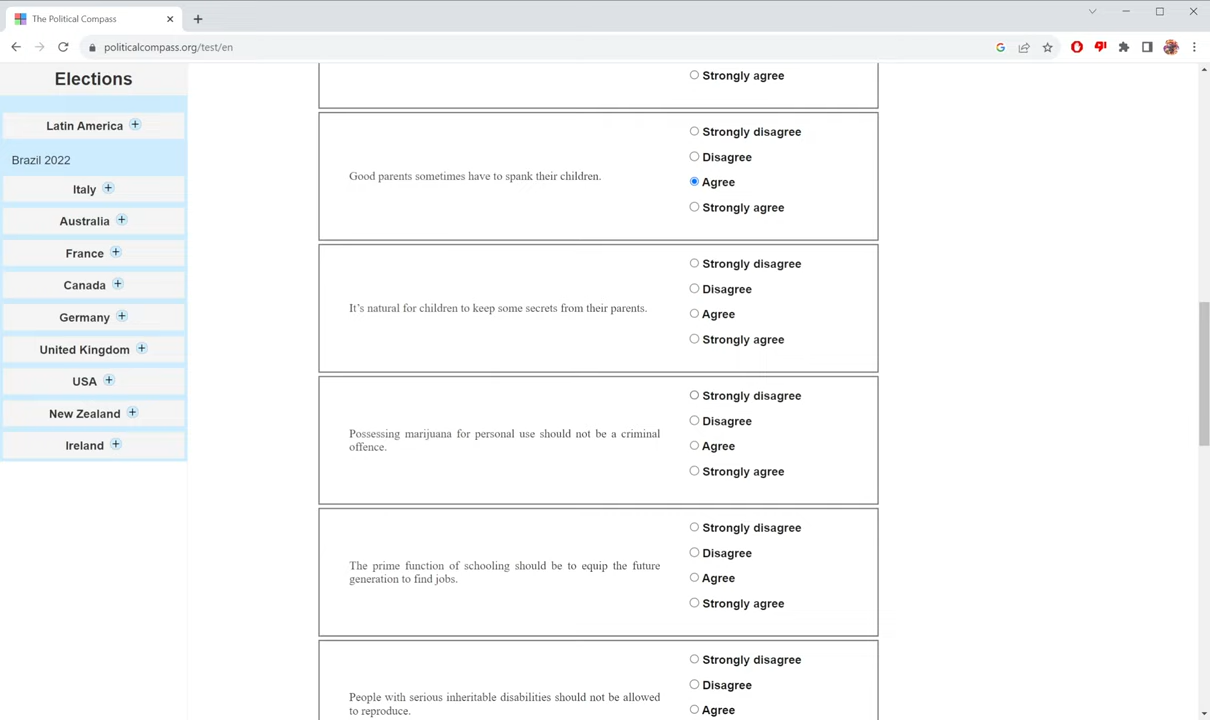 The Political Compass
politicalcompass.org/test/en
Elections
Latin America +
Brazil 2022
Italy +
Australia +
France +
Canada +
Germany +
United Kingdom +
USA +
New Zealand +
Ireland +
Strongly agree
Good parents sometimes have to spank their children.
Strongly disagree
Disagree
Agree
Strongly agree
It's natural for children to keep some secrets from their parents.
Strongly disagree
Disagree
Agree
Strongly agree
Possessing marijuana for personal use should not be a criminal
offence.
Strongly disagree
Disagree
Agree
Strongly agree
The prime function of schooling should be to equip the future
generation to find jobs.
Strongly disagree
Disagree
Agree
Strongly agree
People with serious inheritable disabilities should not be allowed
to reproduce.
Strongly disagree
Disagree
Agree